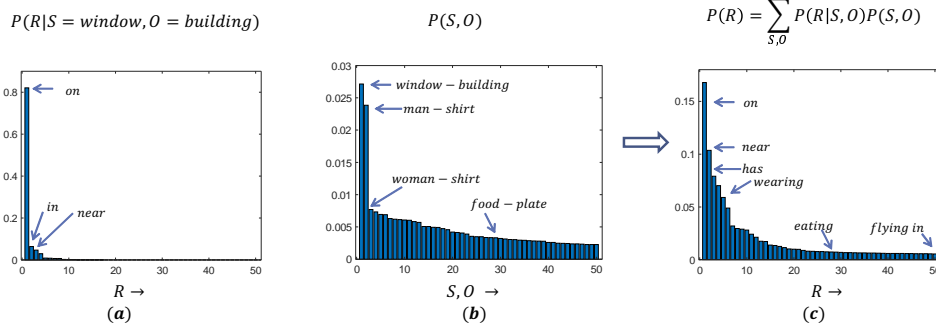 P(R|S = window, O = building)
0.8
0.6
0.4
0.2
0
0
10
20
30
40
50
on
in
near
R →
(a)
P(S, O)
0.03
0.025
0.02
0.015
0.01
0.005
0
0
10
20
30
40
50
window − building
man − shirt
woman − shirt
food − plate
S, O →
(b)
P(R) = ∑ P(R|S, O)P(S, O)
S,O
0.15
0.1
0.05
0
0
10
20
30
40
50
on
near
has
wearing
eating
flying in
R →
(c)